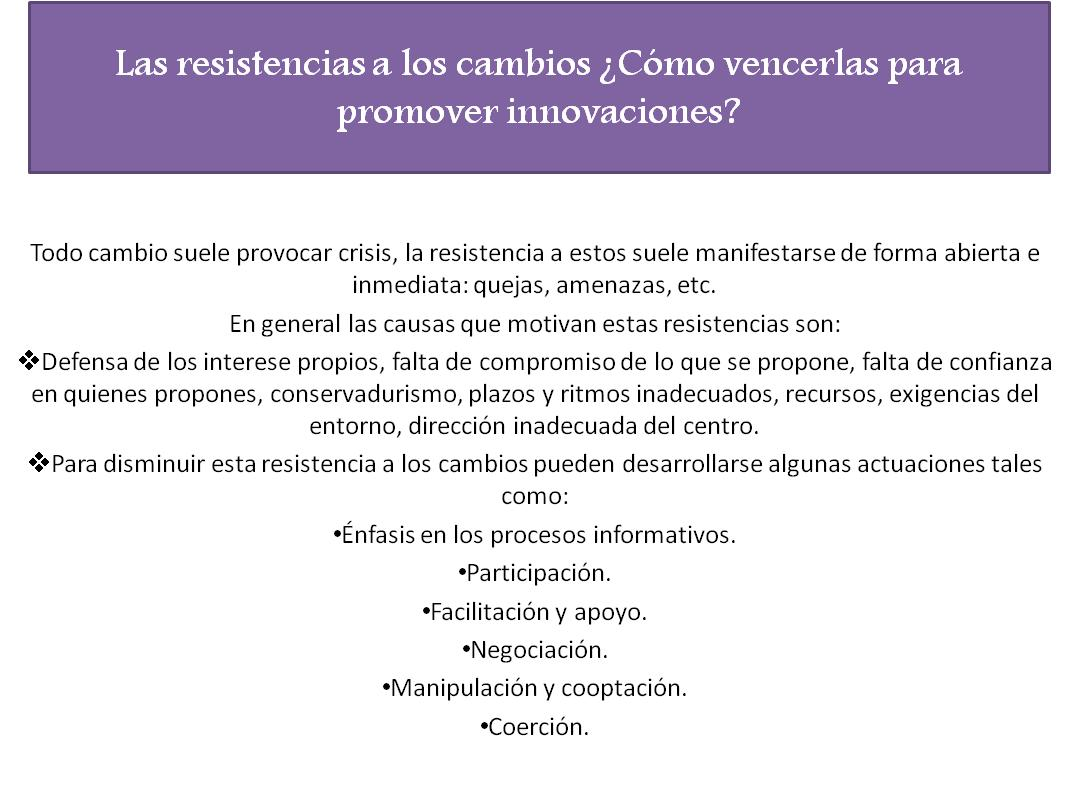 Las resistencias a los cambios ¿Cómo vencerlas para
promover innovaciones?
Todo cambio suele provocar crisis, la resistencia a estos suele manifestarse de forma abierta e
inmediata: quejas, amenazas, etc.
En general las causas que motivan estas resistencias son:
❖Defensa de los interese propios, falta de compromiso de lo que se propone, falta de confianza
en quienes propones, conservadurismo, plazos y ritmos inadecuados, recursos, exigencias del
entorno, dirección inadecuada del centro.
❖Para disminuir esta resistencia a los cambios pueden desarrollarse algunas actuaciones tales
como:
•Énfasis en los procesos informativos.
•Participación.
•Facilitación y apoyo.
•Negociación.
•Manipulación y cooptación.
•Coerción.